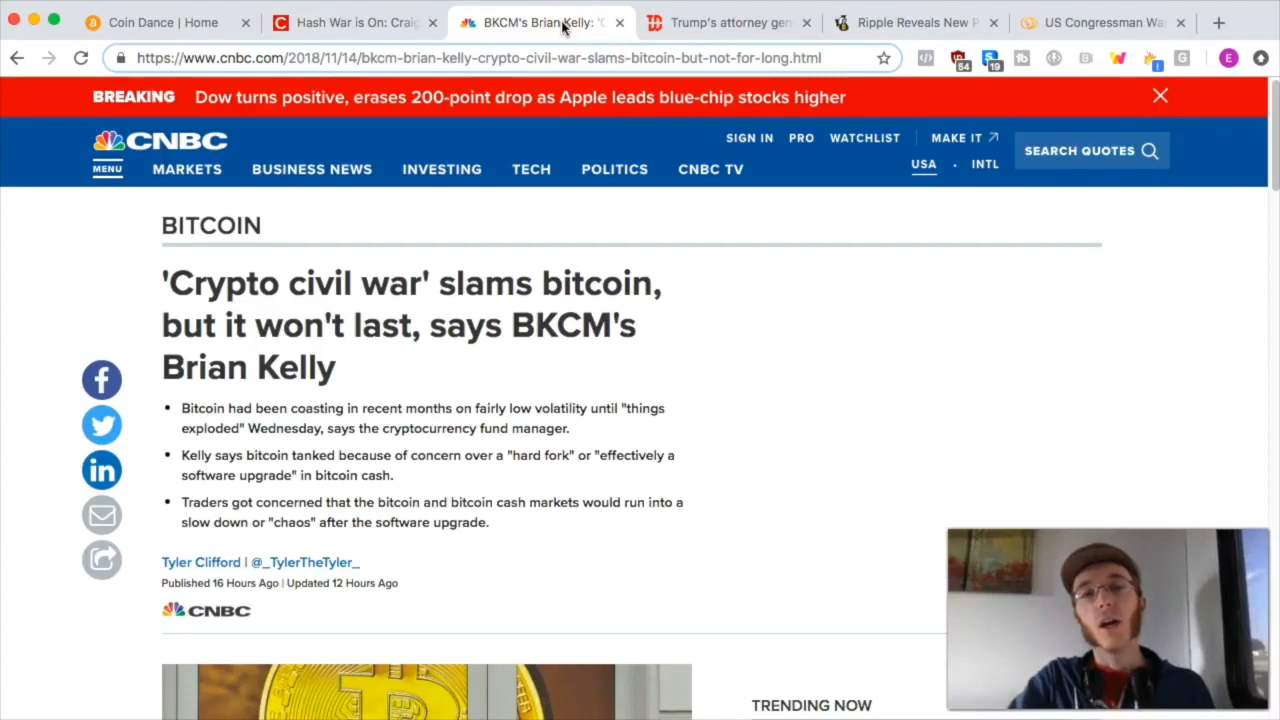 Coin Dance | Home
Hash War is On: Craig
BKCM's Brian Kelly: 'C
Trump's attorney gen
Ripple Reveals New P
US Congressman Wa
https://www.cnbc.com/2018/11/14/bkcm-brian-kelly-crypto-civil-war-slams-bitcoin-but-not-for-long.html
54
19
E
BREAKING Dow turns positive, erases 200-point drop as Apple leads blue-chip stocks higher
CNBC
SIGN IN PRO WATCHLIST MAKE IT
SEARCH QUOTES
USA · INTL
MENU MARKETS BUSINESS NEWS INVESTING TECH POLITICS CNBC TV
BITCOIN
'Crypto civil war' slams bitcoin,
but it won't last, says BKCM's
Brian Kelly
• Bitcoin had been coasting in recent months on fairly low volatility until "things
exploded" Wednesday, says the cryptocurrency fund manager.
• Kelly says bitcoin tanked because of concern over a "hard fork" or "effectively a
software upgrade" in bitcoin cash.
• Traders got concerned that the bitcoin and bitcoin cash markets would run into a
slow down or "chaos" after the software upgrade.
Tyler Clifford | @_TylerTheTyler_
Published 16 Hours Ago | Updated 12 Hours Ago
CNBC
TRENDING NOW